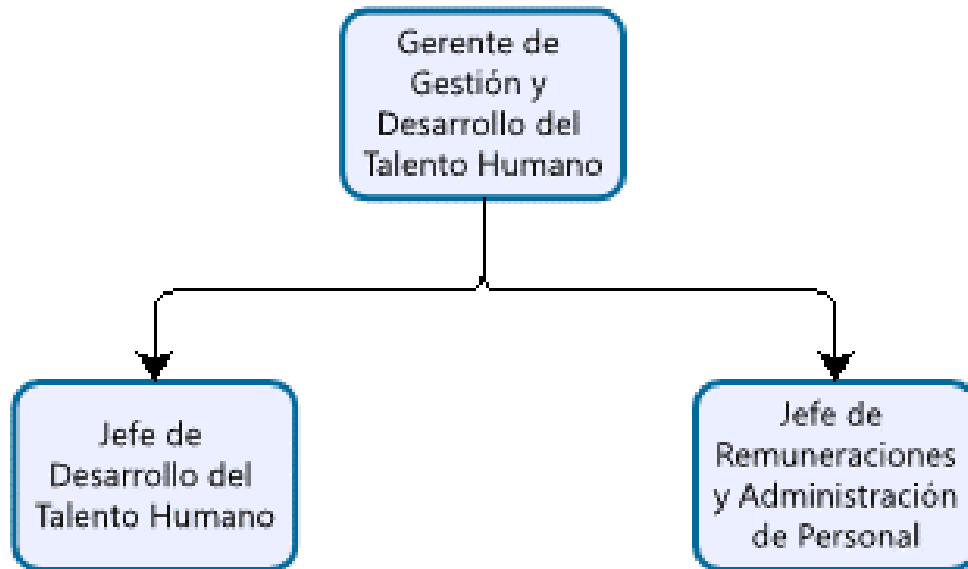 Gerente de
Gestión y
Desarrollo del
Talento Humano
Jefe de
Desarrollo del
Talento Humano
Jefe de
Remuneraciones
y Administración
de Personal